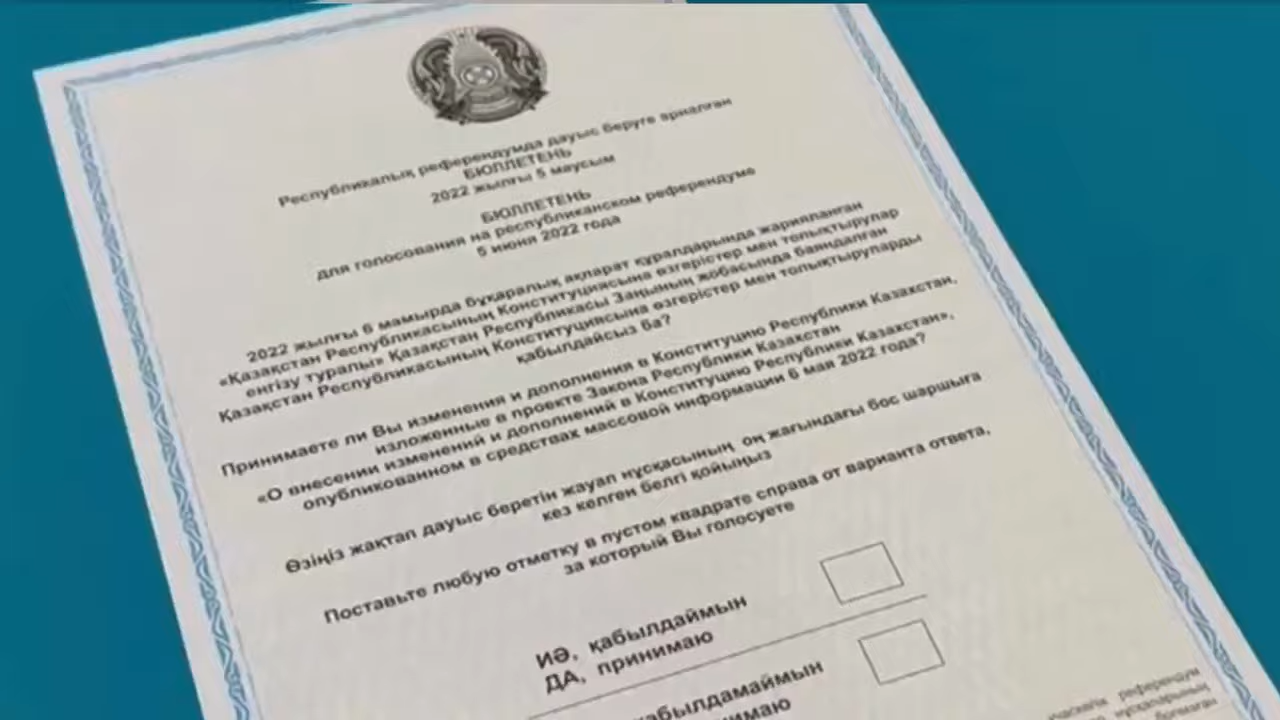 Республикалық референдумда дауыс беруге арналған
БЮЛЛЕТЕНЬ
2022 жылғы 5 маусым
БЮЛЛЕТЕНЬ
для голосования на республиканском референдуме
5 июня 2022 года
2022 жылғы 6 мамырда бұқаралық ақпарат құралдарында жарияланған
«Қазақстан Республикасының Конституциясына өзгерістер мен толықтырулар
енгізу туралы» Қазақстан Республикасы Заңының жобасында баяндалған
Қазақстан Республикасының Конституциясына өзгерістер мен толықтыруларды
қабылдайсыз ба?
Принимаете ли Вы изменения и дополнения в Конституцию Республики Казахстан,
изложенные в проекте Закона Республики Казахстан
«О внесении изменений и дополнений в Конституцию Республики Казахстан»,
опубликованном в средствах массовой информации 6 мая 2022 года?
Өзіңіз жақтап дауыс беретін жауап нұсқасының оң жағындағы бос шаршыға
кез келген белгі қойыңыз
Поставьте любую отметку в пустом квадрате справа от варианта ответа,
за который Вы голосуете
ИӘ, қабылдаймын
ДА, принимаю
қабылдамаймын
референдум